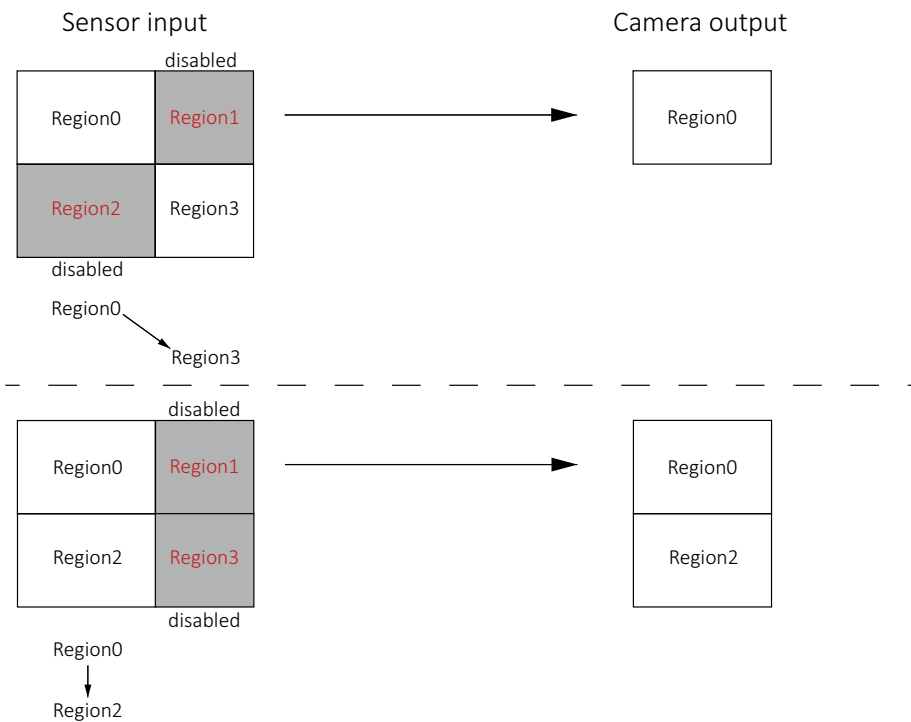 Sensor input
Camera output
disabled
Region0 Region1
Region0
Region2 Region3
disabled
Region0
Region3
disabled
Region0 Region1
Region0
Region2 Region3
Region2
disabled
Region0
Region2